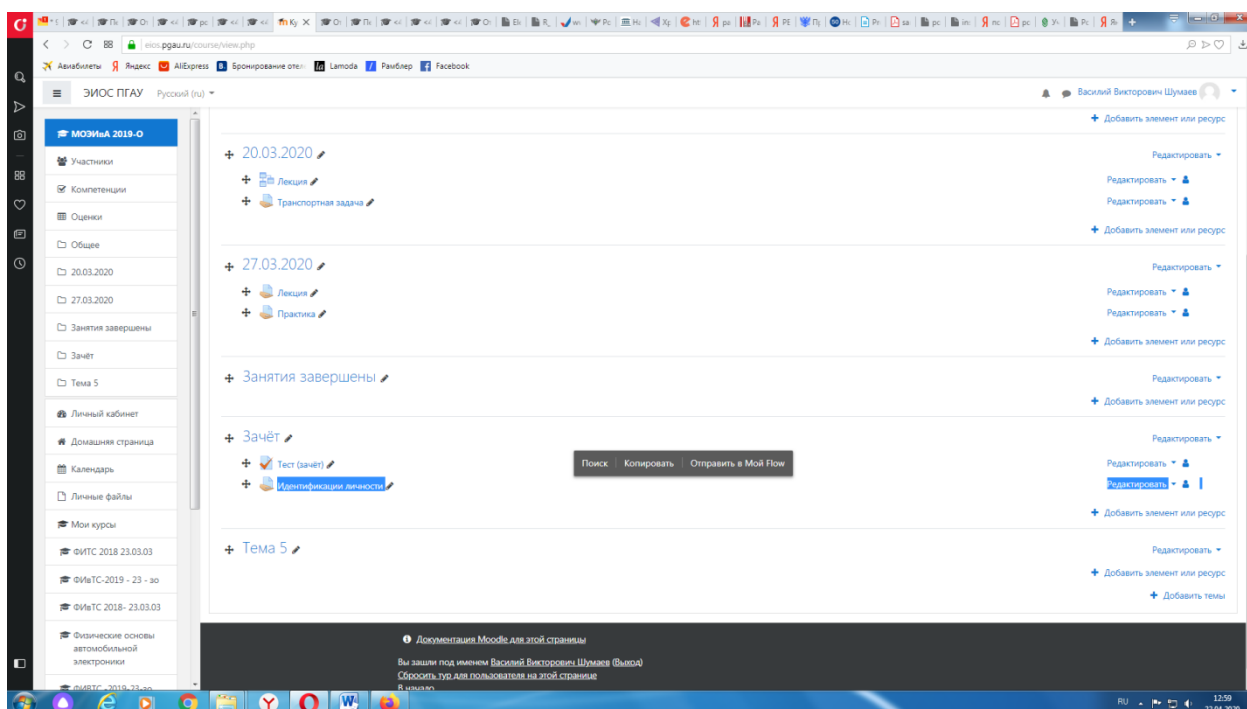 eios.pgau.ru/course/view.php
Авиабилеты Яндекс AliExpress Бронирование отел Lamoda Рамблер Facebook
ЭИОС ПГАУ Русский (ru)
Василий Викторович Шумаев
МОЭИвА 2019-О
Участники
Компетенции
Оценки
Общее
20.03.2020
27.03.2020
Занятия завершены
Зачёт
Тема 5
Личный кабинет
Домашняя страница
Календарь
Личные файлы
Мои курсы
ФИТС 2018 23.03.03
ФИвТС-2019 - 23 - зо
ФИвТС 2018- 23.03.03
Физические основы
автомобильной
электроники
Добавить элемент или ресурс
20.03.2020 Редактировать
Лекция Редактировать
Транспортная задача Редактировать
Добавить элемент или ресурс
27.03.2020 Редактировать
Лекция Редактировать
Практика Редактировать
Добавить элемент или ресурс
Занятия завершены Редактировать
Добавить элемент или ресурс
Зачёт Редактировать
Тест (зачёт) Редактировать
Поиск Копировать Отправить в Мой Flow
Идентификации личности Редактировать
Добавить элемент или ресурс
Тема 5 Редактировать
Добавить элемент или ресурс
Добавить темы
Документация Moodle для этой страницы
Вы зашли под именем Василий Викторович Шумаев (Выход)
Сбросить тур для пользователя на этой странице
В начало
RU 12:59